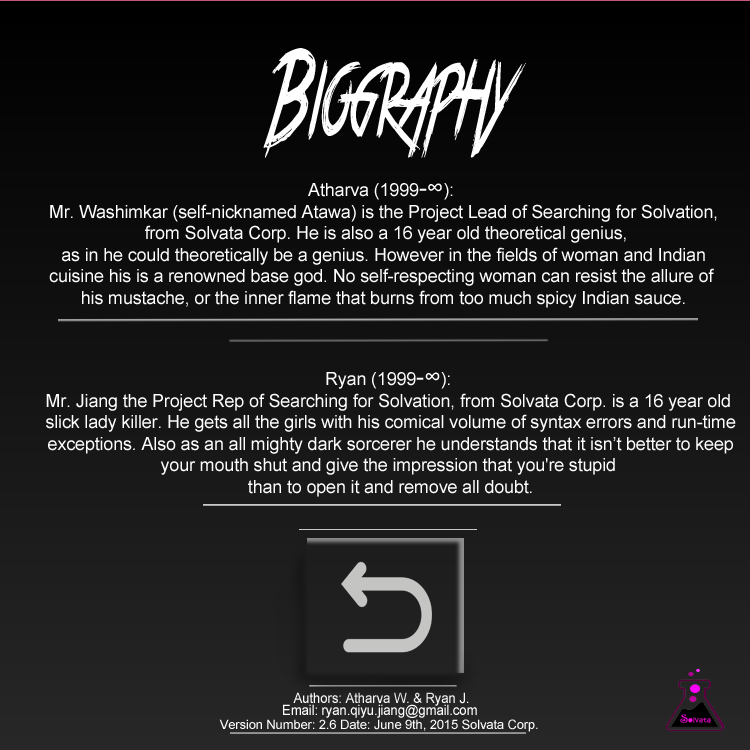 BIGGRAPHY
Atharva (1999-∞):
Mr. Washimkar (self-nicknamed Atawa) is the Project Lead of Searching for Solvation,
from Solvata Corp. He is also a 16 year old theoretical genius,
as in he could theoretically be a genius. However in the fields of woman and Indian
cuisine his is a renowned base god. No self-respecting woman can resist the allure of
his mustache, or the inner flame that burns from too much spicy Indian sauce.
Ryan (1999-∞):
Mr. Jiang the Project Rep of Searching for Solvation, from Solvata Corp. is a 16 year old
slick lady killer. He gets all the girls with his comical volume of syntax errors and run-time
exceptions. Also as an all mighty dark sorcerer he understands that it isn’t better to keep
your mouth shut and give the impression that you're stupid
than to open it and remove all doubt.
Authors: Atharva W. & Ryan J.
Email: ryan.qiyu.jiang@gmail.com
Version Number: 2.6 Date: June 9th, 2015 Solvata Corp.
Solvata